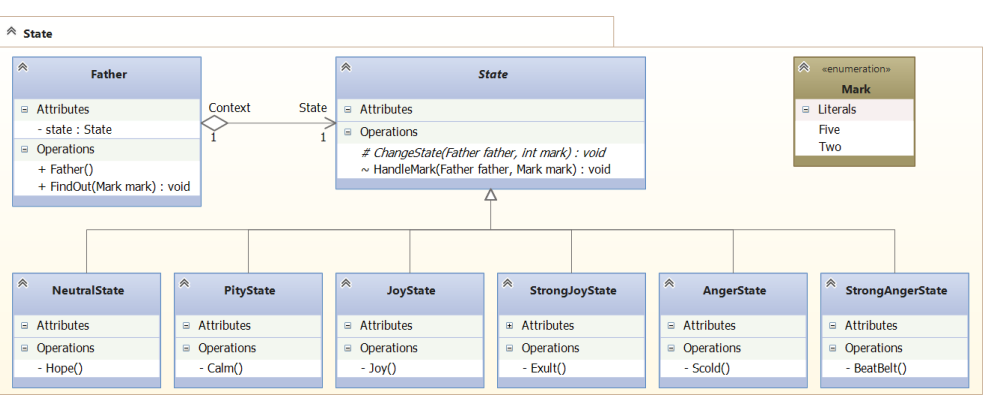 State
Father
Attributes
- state : State
Operations
+ Father()
+ FindOut(Mark mark) : void
Context
1
State
1
State
Attributes
Operations
# ChangeState(Father father, int mark) : void
~ HandleMark(Father father, Mark mark) : void
«enumeration»
Mark
Literals
Five
Two
NeutralState
Attributes
Operations
- Hope()
PityState
Attributes
Operations
- Calm()
JoyState
Attributes
Operations
- Joy()
StrongJoyState
Attributes
Operations
- Exult()
AngerState
Attributes
Operations
- Scold()
StrongAngerState
Attributes
Operations
- BeatBelt()